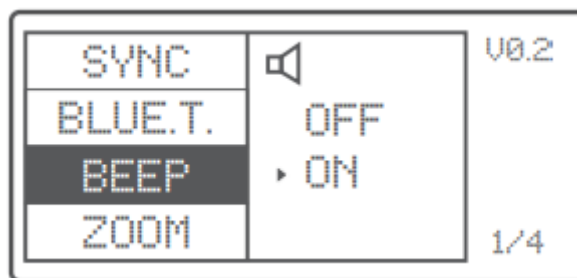 SYNC
BLUE.T.
BEEP
ZOOM
OFF
ON
V0.2
1/4